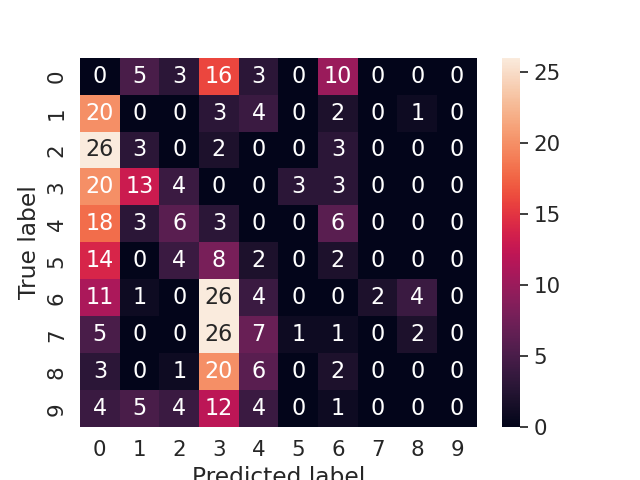 0 0 5 3 16 3 0 10 0 0 0
1 20 0 0 3 4 0 2 0 1 0
2 26 3 0 2 0 0 3 0 0 0
3 20 13 4 0 0 3 3 0 0 0
4 18 3 6 3 0 0 6 0 0 0
5 14 0 4 8 2 0 2 0 0 0
6 11 1 0 26 4 0 0 2 4 0
7 5 0 0 26 7 1 1 0 2 0
8 3 0 1 20 6 0 2 0 0 0
9 4 5 4 12 4 0 1 0 0 0
0 1 2 3 4 5 6 7 8 9
Predicted label
True label
25
20
15
10
5
0